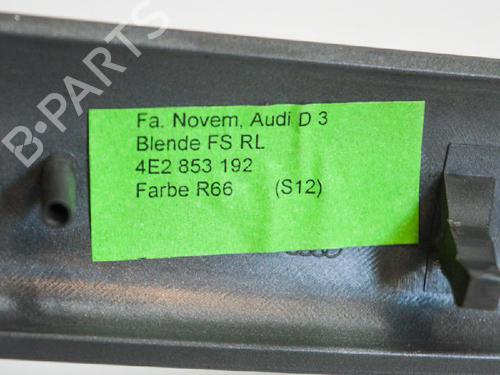 Fa. Novem, Audi D 3
Blende FS RL
4E2 853 192
Farbe R66 (S12)
B-PARTS